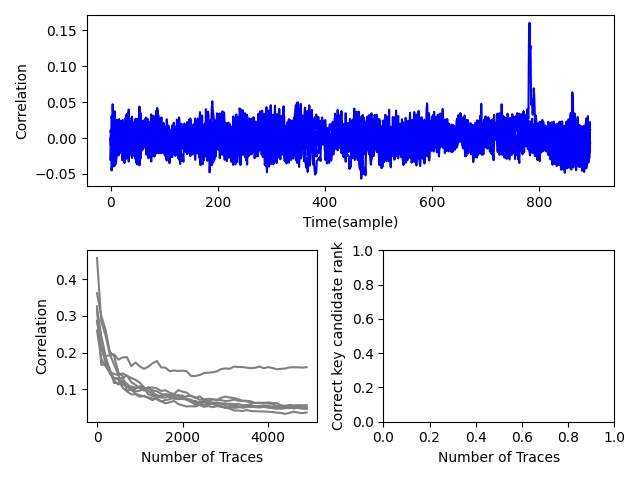 0.15
0.10
0.05
0.00
−0.05
Correlation
0 200 400 600 800
Time(sample)
0.4
0.3
0.2
0.1
Correlation
0 2000 4000
Number of Traces
1.0
0.8
0.6
0.4
0.2
0.0
Correct key candidate rank
0.0 0.2 0.4 0.6 0.8 1.0
Number of Traces